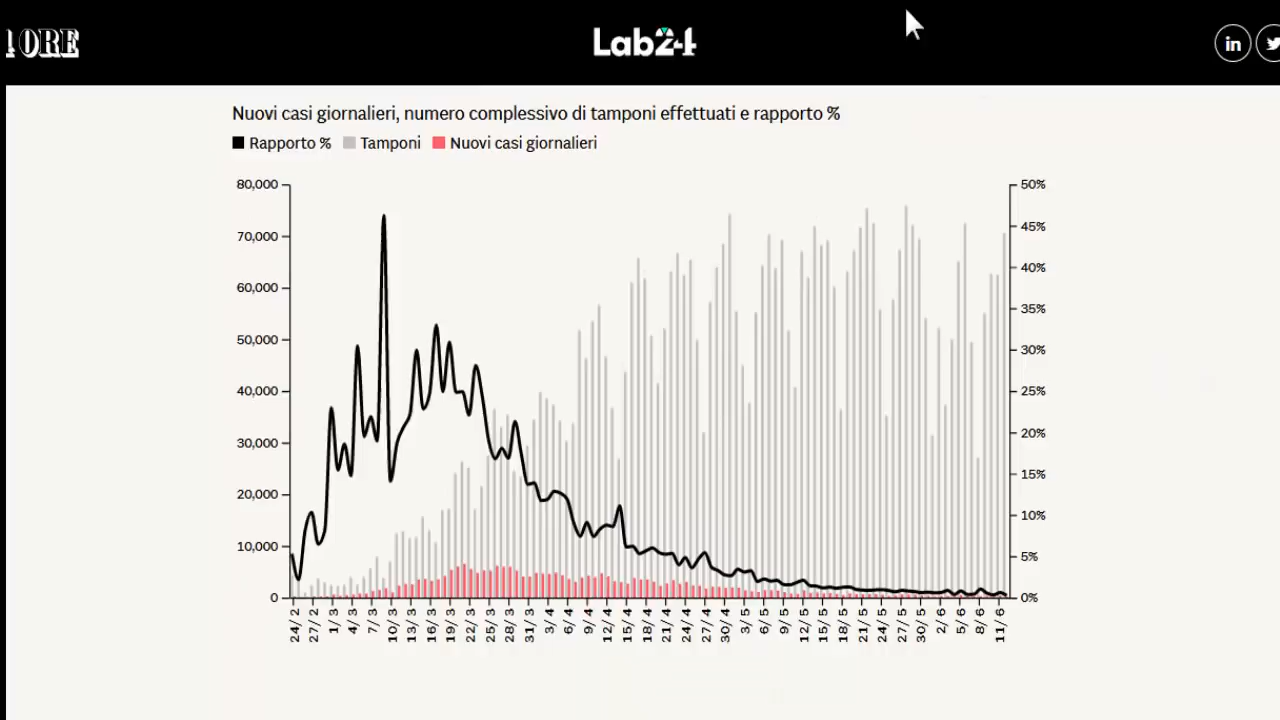 ORE
Lab24
in
Nuovi casi giornalieri, numero complessivo di tamponi effettuati e rapporto %
Rapporto % Tamponi Nuovi casi giornalieri
80,000 50%
45%
70,000
40%
60,000
35%
50,000
30%
40,000 25%
30,000
20%
15%
20,000
10%
10,000
5%
0 0%
24/2 27/2 1/3 4/3 7/3 10/3 13/3 16/3 19/3 22/3 25/3 28/3 31/3 3/4 6/4 9/4 12/4 15/4 18/4 21/4 24/4 27/4 30/4 3/5 6/5 9/5 12/5 15/5 18/5 21/5 24/5 27/5 30/5 2/6 5/6 8/6 11/6